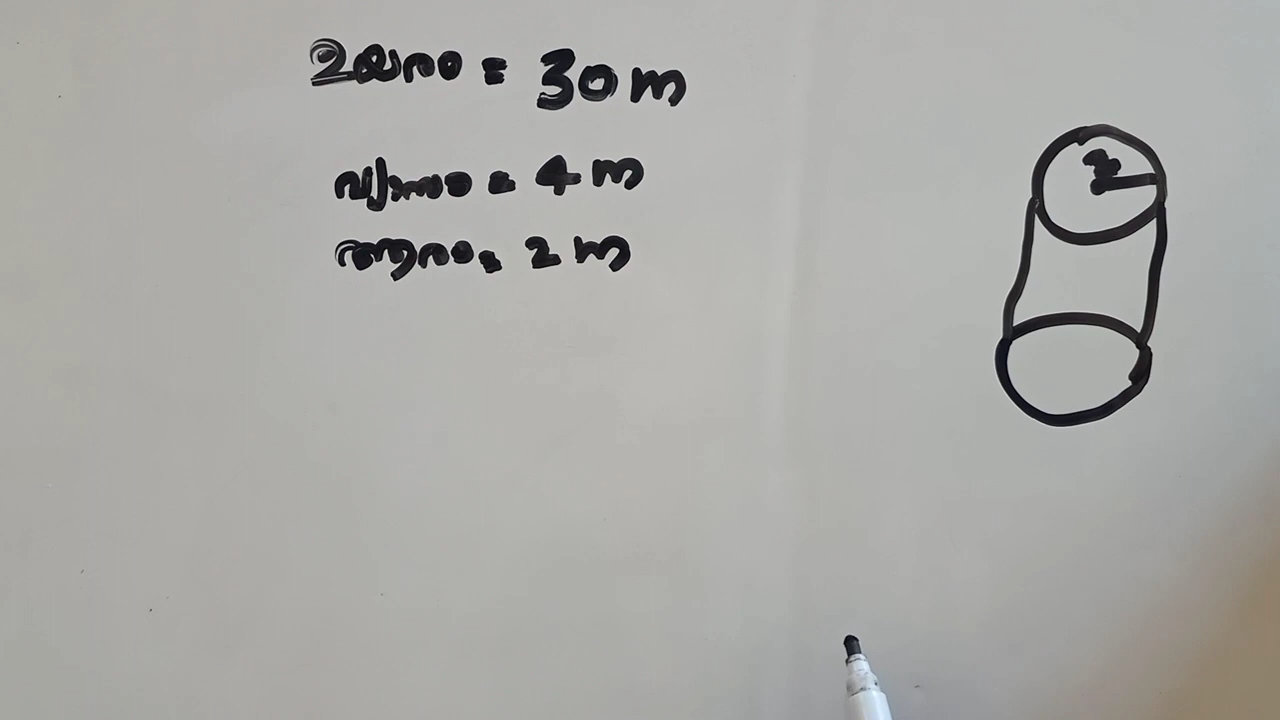 ഉയരം = 30 m
വ്യാസം = 4 m
ആരം = 2 m
2